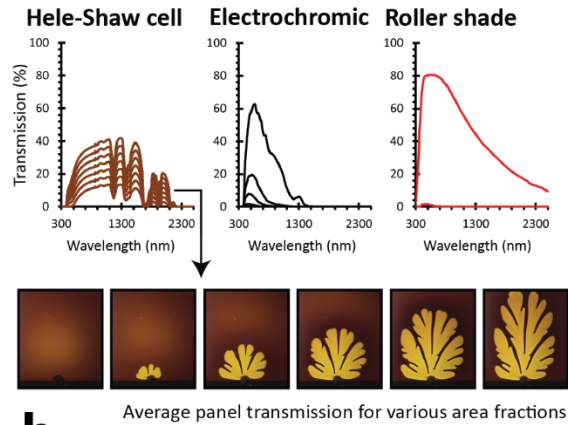 Hele-Shaw cell Electrochromic Roller shade
100 100 100
80 80 80
60 60 60
40 40 40
20 20 20
0 0 0
Transmission (%)
300 1300 2300 300 1300 2300 300 1300 2300
Wavelength (nm) Wavelength (nm) Wavelength (nm)
Average panel transmission for various area fractions